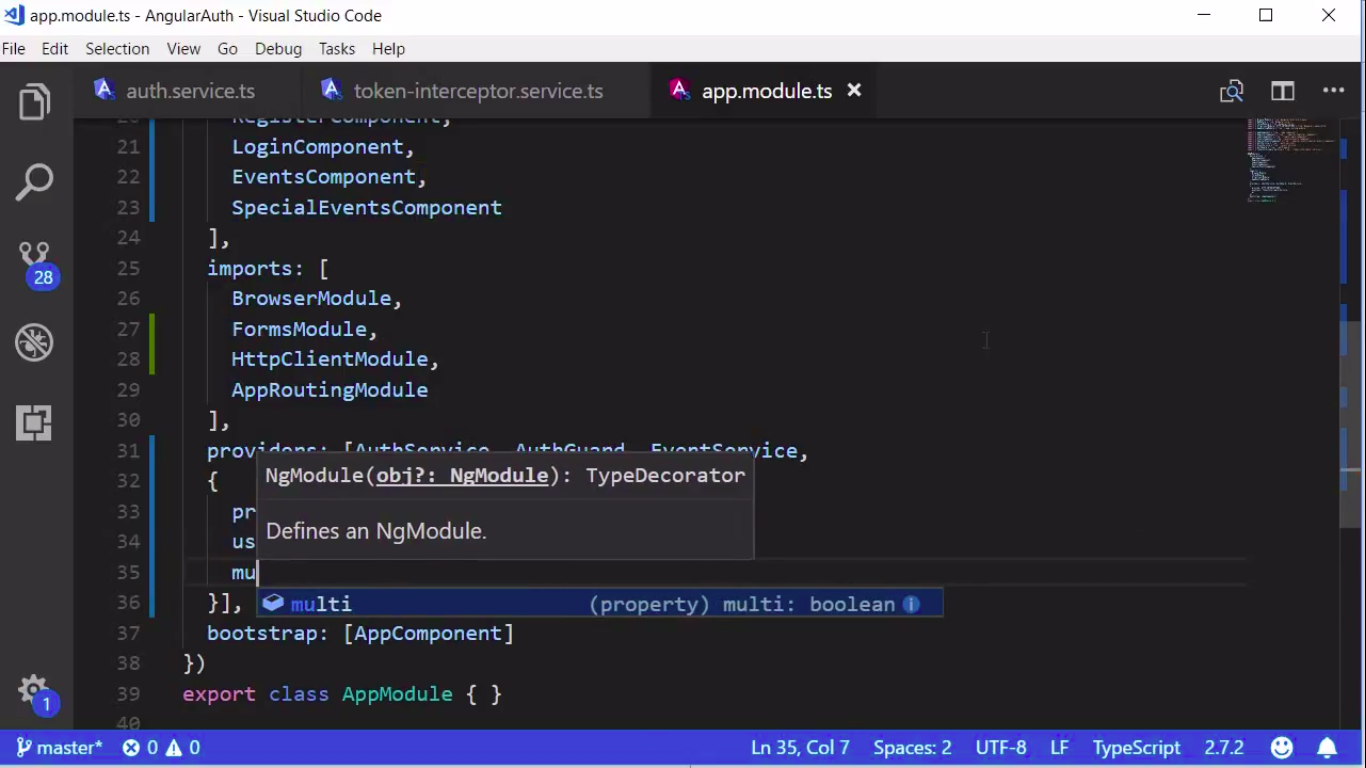 app.module.ts - AngularAuth - Visual Studio Code
File Edit Selection View Go Debug Tasks Help
auth.service.ts token-interceptor.service.ts app.module.ts
20 RegisterComponent,
21 LoginComponent,
22 EventsComponent,
23 SpecialEventsComponent
24 ],
25 imports: [
26 BrowserModule,
27 FormsModule,
28 HttpClientModule,
29 AppRoutingModule
30 ],
31 providers: [AuthService, AuthGuard, EventService,
32 {
NgModule(obj?: NgModule): TypeDecorator
33 pr
Defines an NgModule.
34 us
35 mu
36 }],
multi (property) multi: boolean
37 bootstrap: [AppComponent]
38 })
39 export class AppModule { }
40
28
1
master* 0 0 Ln 35, Col 7 Spaces: 2 UTF-8 LF TypeScript 2.7.2